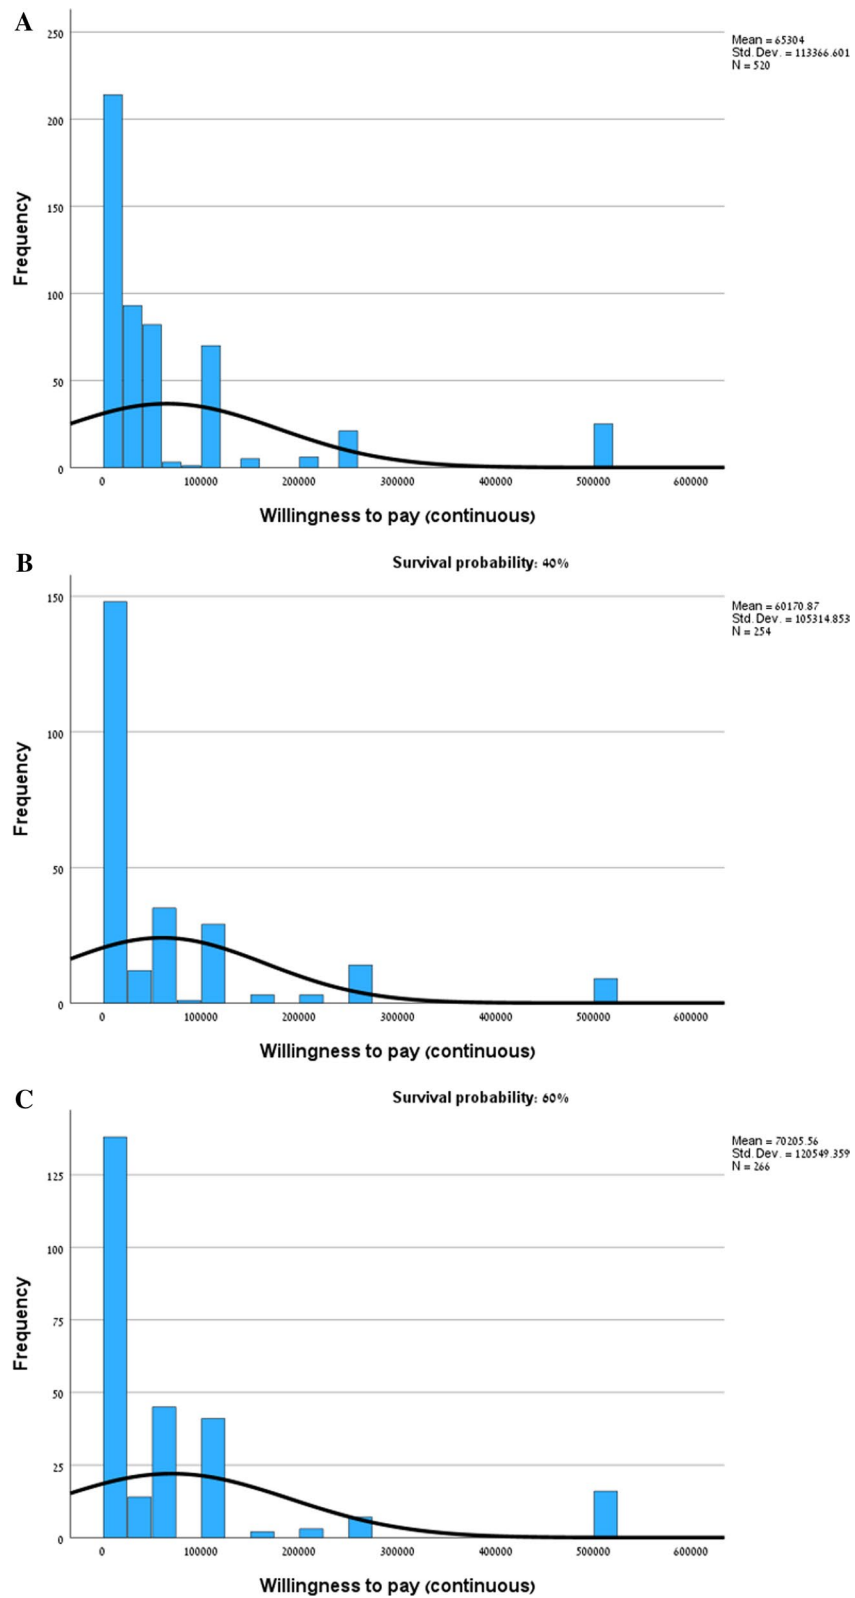 A
Mean = 65304
Std. Dev. = 113366.601
N = 520
250
200
150
100
50
0
Frequency
0 100000 200000 300000 400000 500000 600000
Willingness to pay (continuous)
B
Survival probability: 40%
Mean = 60170.87
Std. Dev. = 105314.853
N = 254
150
100
50
0
Frequency
0 100000 200000 300000 400000 500000 600000
Willingness to pay (continuous)
C
Survival probability: 60%
Mean = 70205.56
Std. Dev. = 120549.359
N = 266
125
100
75
50
25
0
Frequency
0 100000 200000 300000 400000 500000 600000
Willingness to pay (continuous)